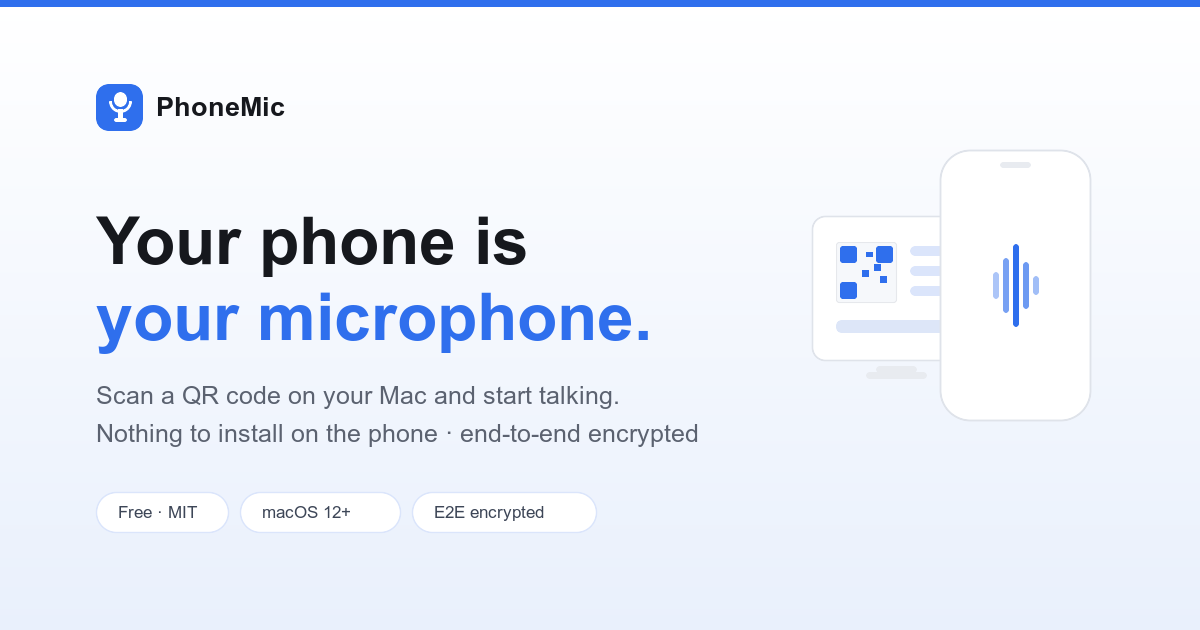 PhoneMic
Your phone is
your microphone.
Scan a QR code on your Mac and start talking.
Nothing to install on the phone · end-to-end encrypted
Free · MIT
macOS 12+
E2E encrypted